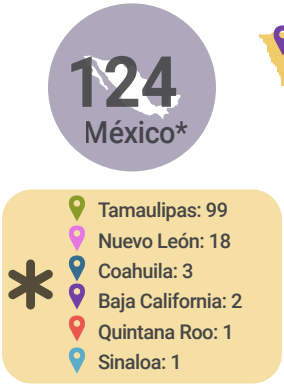 124
México*
* Tamaulipas: 99
Nuevo León: 18
Coahuila: 3
Baja California: 2
Quintana Roo: 1
Sinaloa: 1